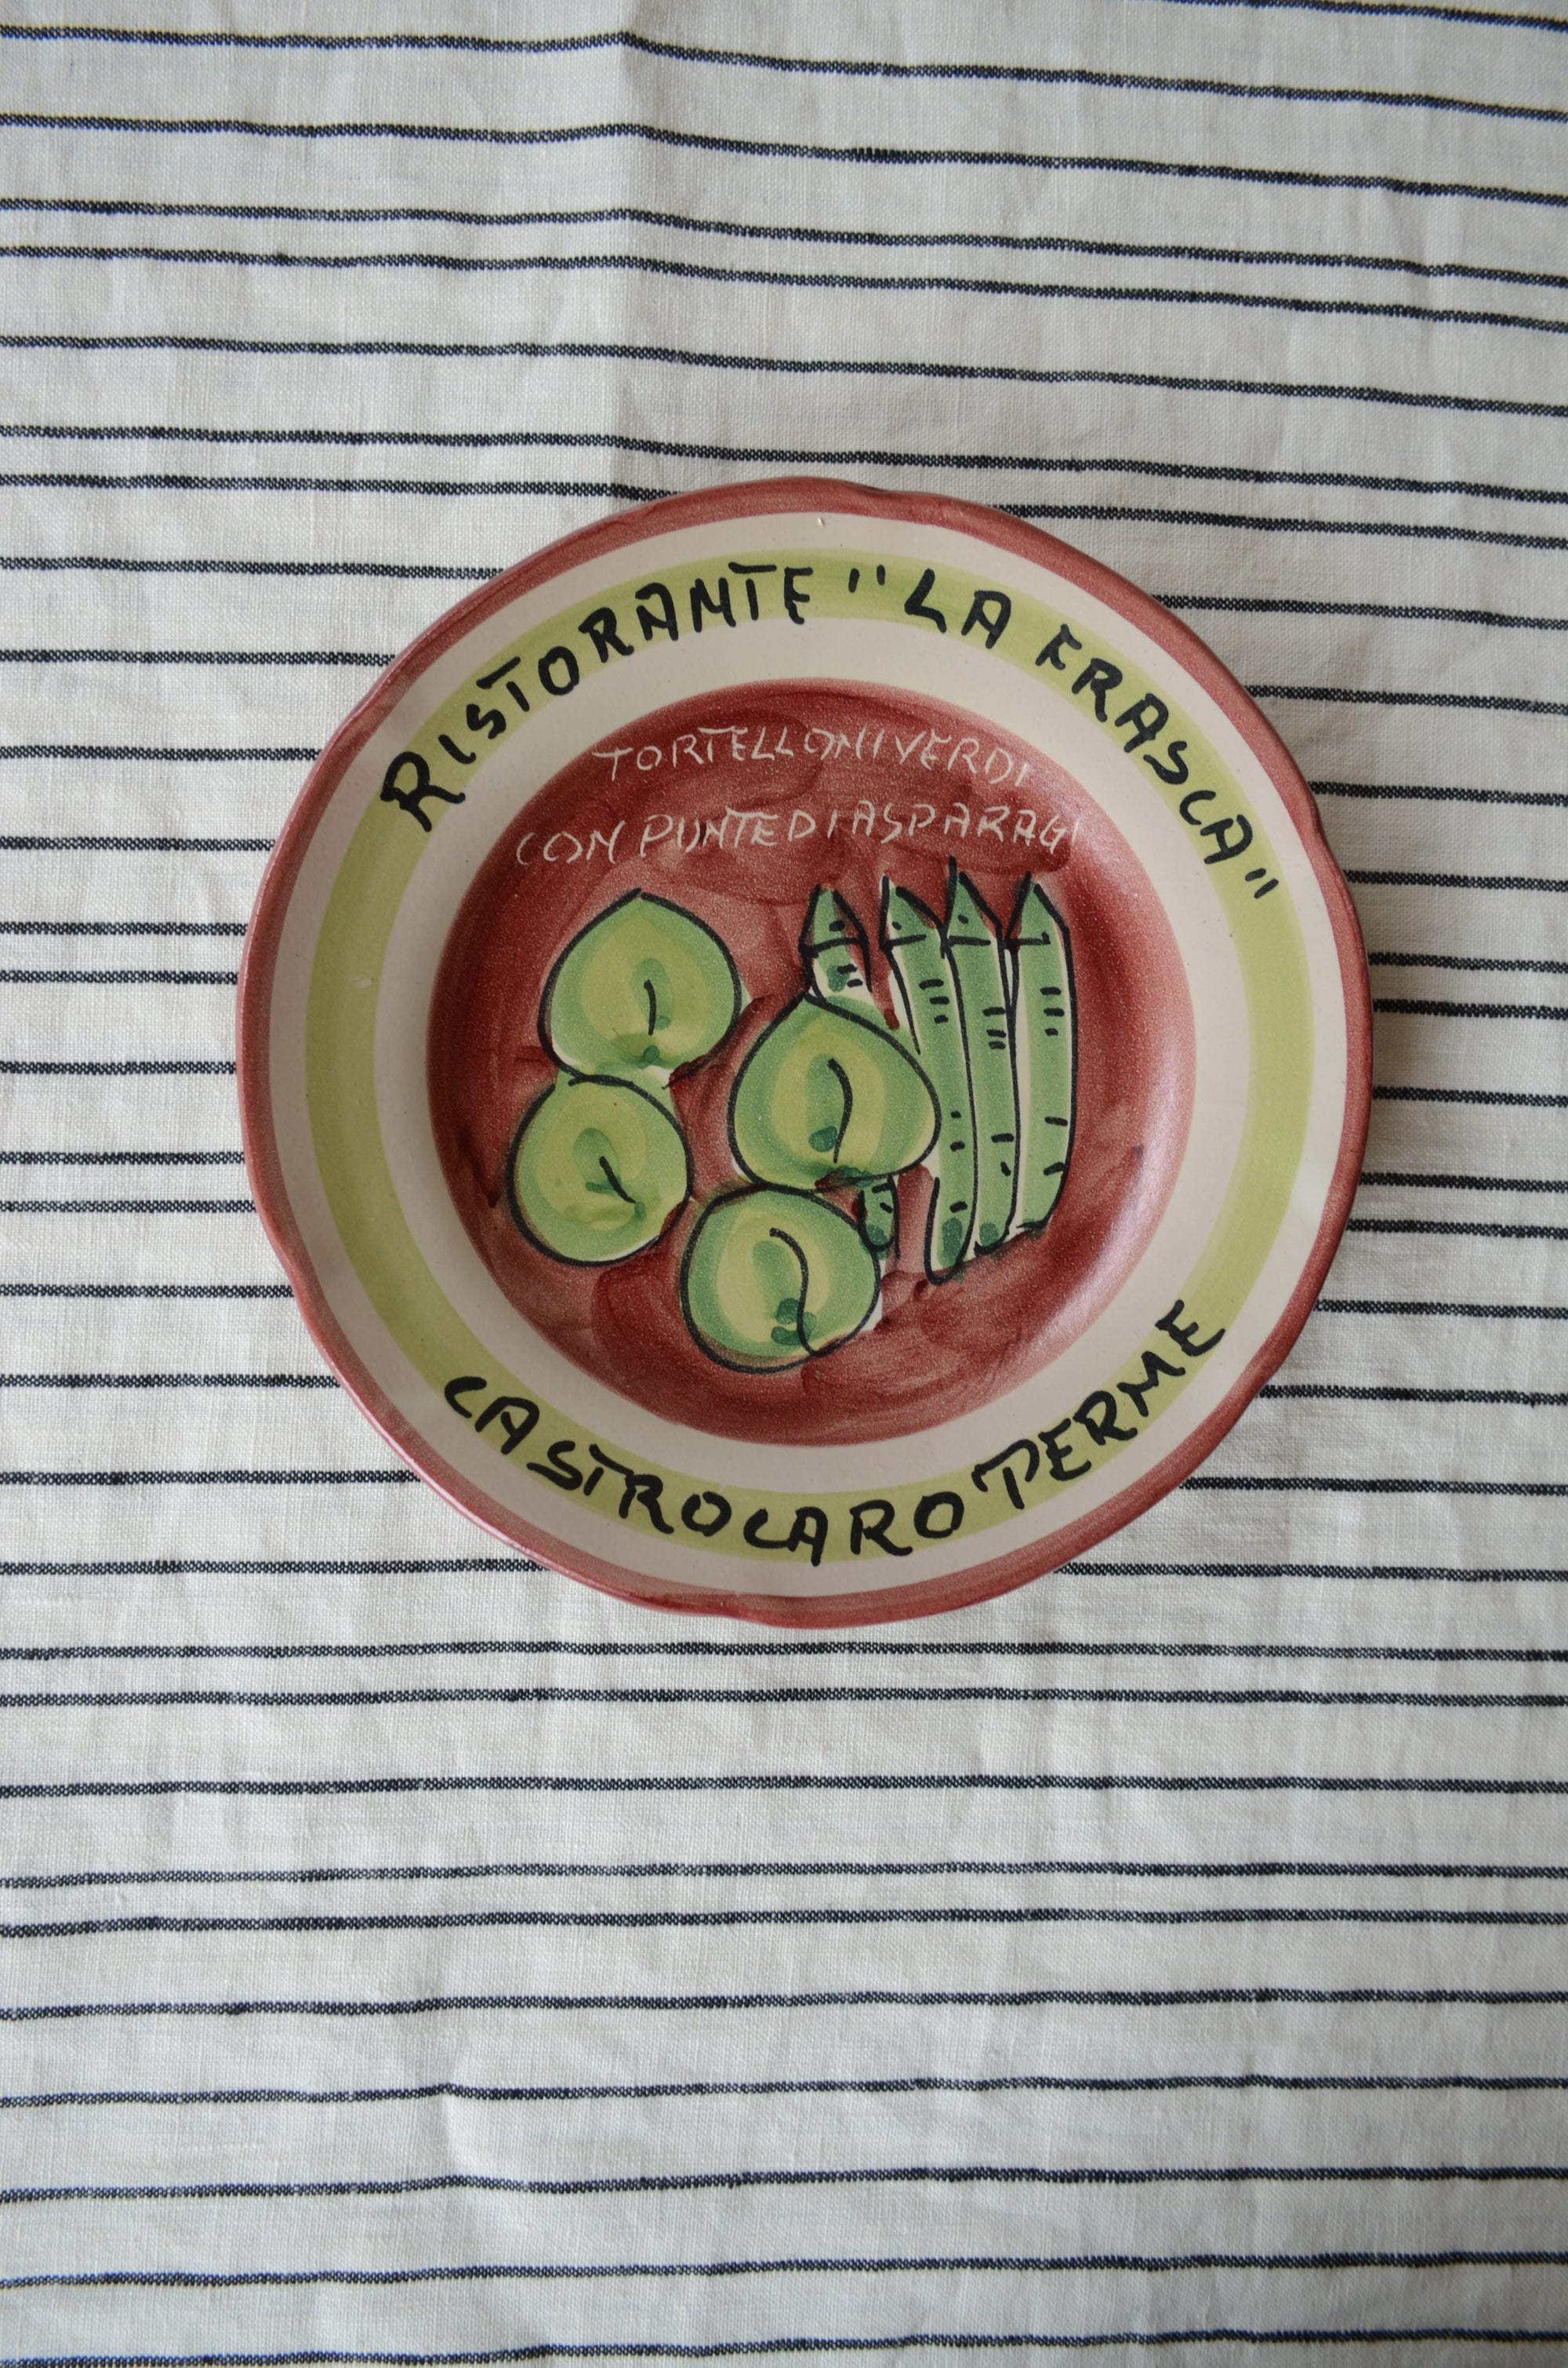 RISTORANTE "LA FRASCA"
TORTELLONI VERDI
CON PUNTE DI ASPARAGI
CASTROCARO TERME